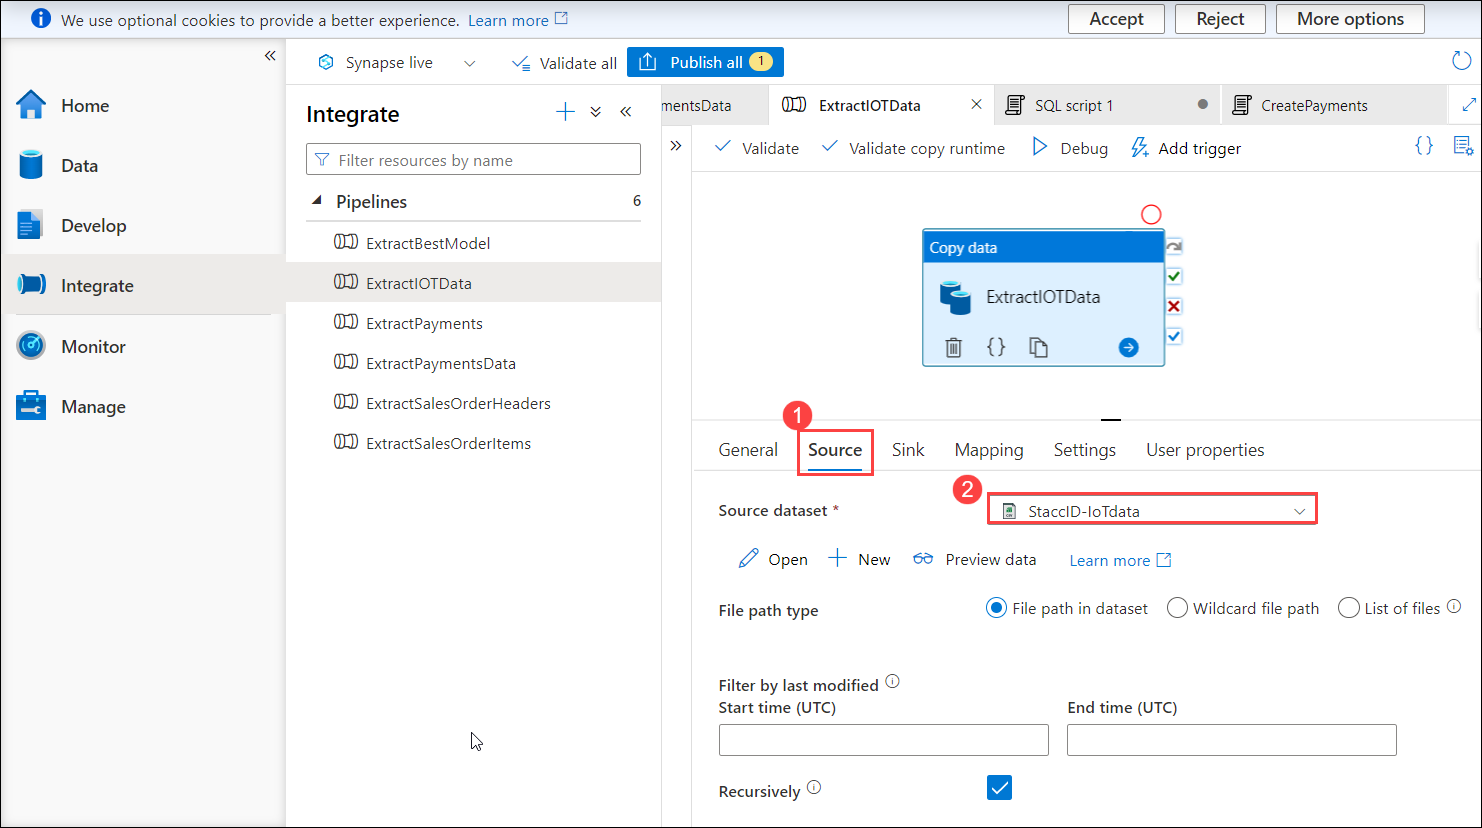 We use optional cookies to provide a better experience. Learn more
Accept
Reject
More options
Synapse live
Validate all
Publish all 1
Home
Data
Develop
Integrate
Monitor
Manage
Integrate
Filter resources by name
Pipelines 6
ExtractBestModel
ExtractIOTData
ExtractPayments
ExtractPaymentsData
ExtractSalesOrderHeaders
ExtractSalesOrderItems
mentsData
ExtractIOTData
SQL script 1
CreatePayments
Validate
Validate copy runtime
Debug
Add trigger
Copy data
ExtractIOTData
1
General
Source
Sink
Mapping
Settings
User properties
2
Source dataset *
StaccID-IoTdata
Open
New
Preview data
Learn more
File path type
File path in dataset
Wildcard file path
List of files
Filter by last modified
Start time (UTC)
End time (UTC)
Recursively